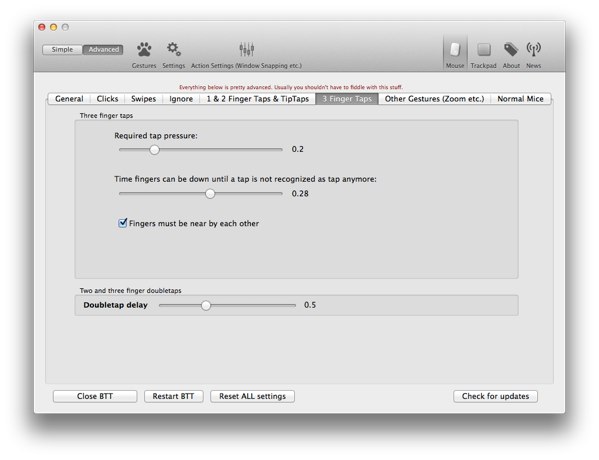 Simple Advanced
Gestures Settings Action Settings (Window Snapping etc.) Mouse Trackpad About News
Everything below is pretty advanced. Usually you shouldn't have to fiddle with this stuff.
General Clicks Swipes Ignore 1 & 2 Finger Taps & TipTaps 3 Finger Taps Other Gestures (Zoom etc.) Normal Mice
Three finger taps
Required tap pressure:
0.2
Time fingers can be down until a tap is not recognized as tap anymore:
0.28
Fingers must be near by each other
Two and three finger doubletaps
Doubletap delay 0.5
Close BTT Restart BTT Reset ALL settings Check for updates